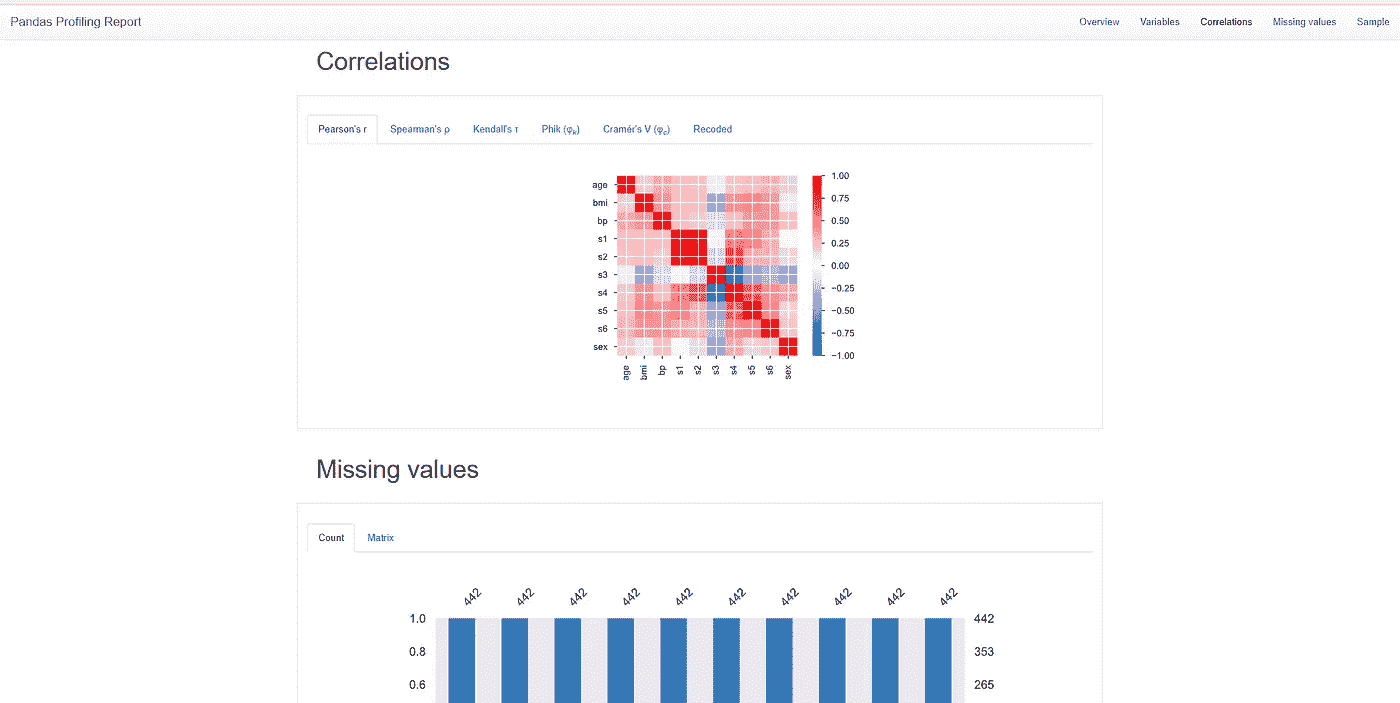 Pandas Profiling Report Overview Variables Correlations Missing values Sample
Correlations
Pearson's r Spearman's ρ Kendall's τ Phik (φk) Cramér's V (φc) Recoded
age
bmi
bp
s1
s2
s3
s4
s5
s6
sex
age bmi bp s1 s2 s3 s4 s5 s6 sex
1.00
0.75
0.50
0.25
0.00
−0.25
−0.50
−0.75
−1.00
Missing values
Count Matrix
442 442 442 442 442 442 442 442 442 442
1.0 442
0.8 353
0.6 265